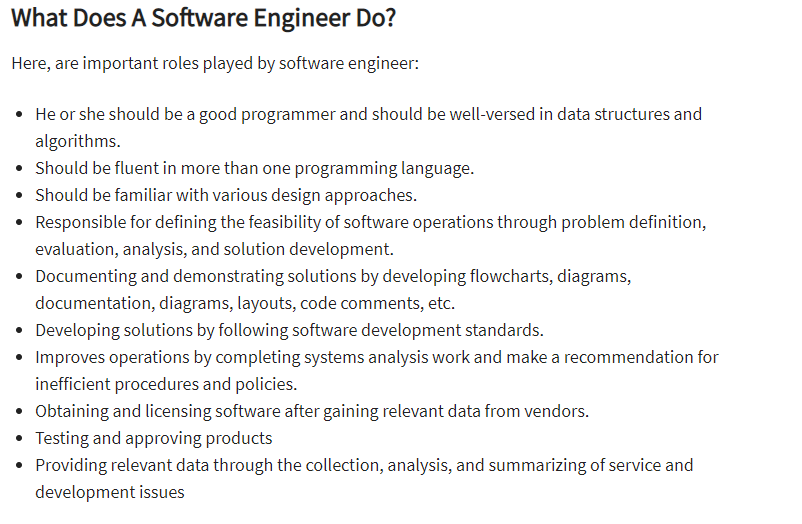 What Does A Software Engineer Do?
Here, are important roles played by software engineer:
• He or she should be a good programmer and should be well-versed in data structures and
algorithms.
• Should be fluent in more than one programming language.
• Should be familiar with various design approaches.
• Responsible for defining the feasibility of software operations through problem definition,
evaluation, analysis, and solution development.
• Documenting and demonstrating solutions by developing flowcharts, diagrams,
documentation, diagrams, layouts, code comments, etc.
• Developing solutions by following software development standards.
• Improves operations by completing systems analysis work and make a recommendation for
inefficient procedures and policies.
• Obtaining and licensing software after gaining relevant data from vendors.
• Testing and approving products
• Providing relevant data through the collection, analysis, and summarizing of service and
development issues